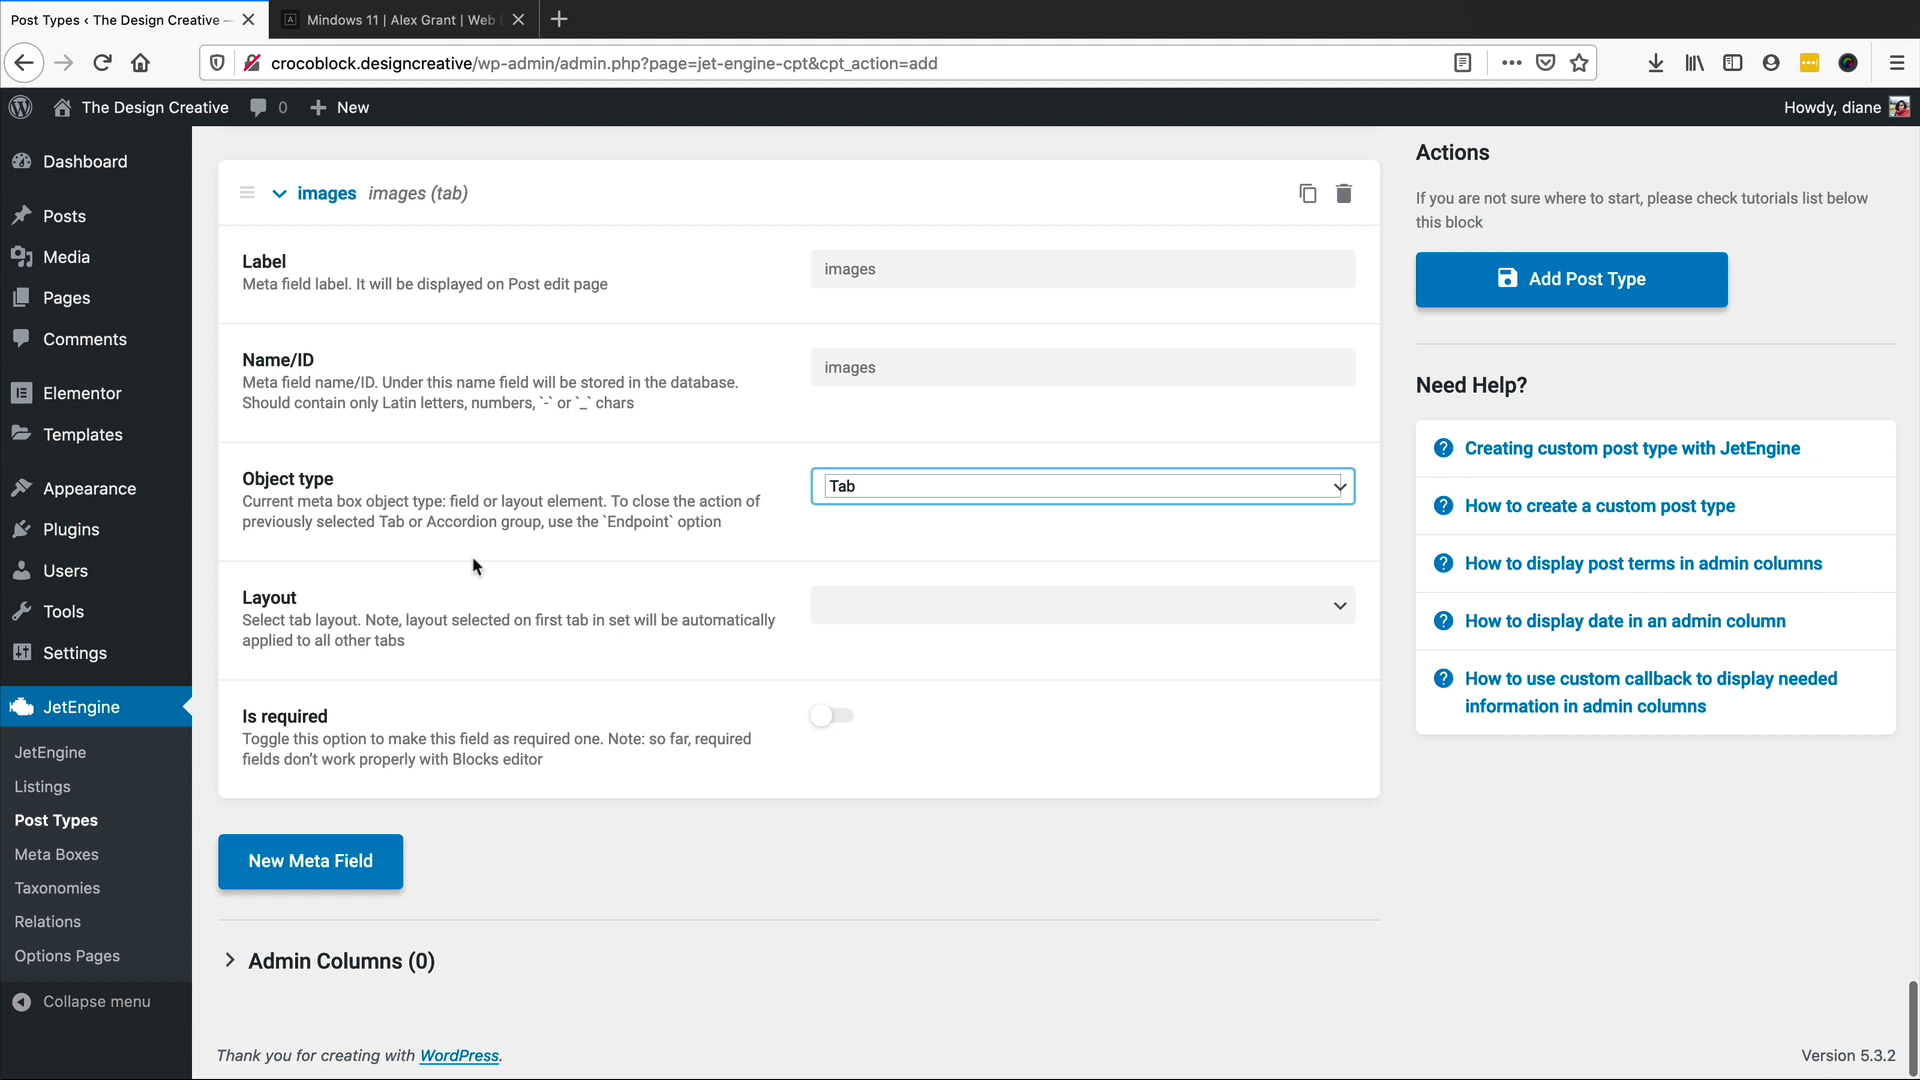 Post Types ‹ The Design Creative —
Mindows 11 | Alex Grant | Web
crocoblock.designcreative/wp-admin/admin.php?page=jet-engine-cpt&cpt_action=add
The Design Creative
0
New
Howdy, diane
Dashboard
Posts
Media
Pages
Comments
Elementor
Templates
Appearance
Plugins
Users
Tools
Settings
JetEngine
JetEngine
Listings
Post Types
Meta Boxes
Taxonomies
Relations
Options Pages
Collapse menu
images images (tab)
Label
Meta field label. It will be displayed on Post edit page
images
Name/ID
Meta field name/ID. Under this name field will be stored in the database.
Should contain only Latin letters, numbers, `-` or `_` chars
images
Object type
Current meta box object type: field or layout element. To close the action of
previously selected Tab or Accordion group, use the `Endpoint` option
Tab
Layout
Select tab layout. Note, layout selected on first tab in set will be automatically
applied to all other tabs
Is required
Toggle this option to make this field as required one. Note: so far, required
fields don't work properly with Blocks editor
New Meta Field
Admin Columns (0)
Thank you for creating with WordPress.
Actions
If you are not sure where to start, please check tutorials list below
this block
Add Post Type
Need Help?
Creating custom post type with JetEngine
How to create a custom post type
How to display post terms in admin columns
How to display date in an admin column
How to use custom callback to display needed
information in admin columns
Version 5.3.2